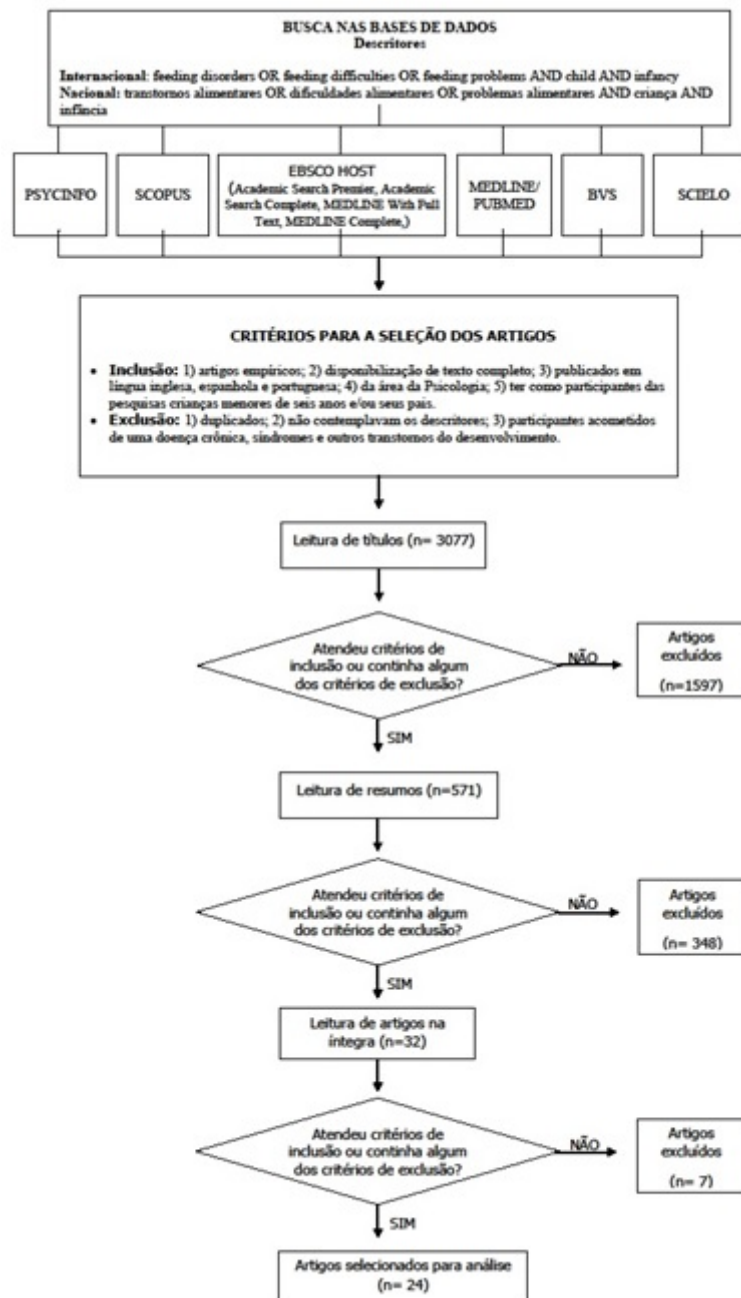 BUSCA NAS BASES DE DADOS
Descritores
Internacional: feeding disorders OR feeding difficulties OR feeding problems AND child AND infancy
Nacional: transtornos alimentares OR dificuldades alimentares OR problemas alimentares AND criança AND
infância
PSYCINFO
SCOPUS
EBSCO HOST
(Academic Search Premier, Academic
Search Complete, MEDLINE With Full
Text, MEDLINE Complete,)
MEDLINE/
PUBMED
BVS
SCIELO
CRITÉRIOS PARA A SELEÇÃO DOS ARTIGOS
• Inclusão: 1) artigos empíricos; 2) disponibilização de texto completo; 3) publicados em
língua inglesa, espanhola e portuguesa; 4) da área da Psicologia; 5) ter como participantes das
pesquisas crianças menores de seis anos e/ou seus pais.
• Exclusão: 1) duplicados; 2) não contemplavam os descritores; 3) participantes acometidos
de uma doença crônica, síndromes e outros transtornos do desenvolvimento.
Leitura de títulos (n= 3077)
Atendeu critérios de
inclusão ou continha algum
dos critérios de exclusão?
NÃO
Artigos
excluídos
(n=1597)
SIM
Leitura de resumos (n=571)
Atendeu critérios de
inclusão ou continha algum
dos critérios de exclusão?
NÃO
Artigos
excluídos
(n= 348)
SIM
Leitura de artigos na
íntegra (n=32)
Atendeu critérios de
inclusão ou continha algum
dos critérios de exclusão?
NÃO
Artigos
excluídos
(n= 7)
SIM
Artigos selecionados para análise
(n= 24)